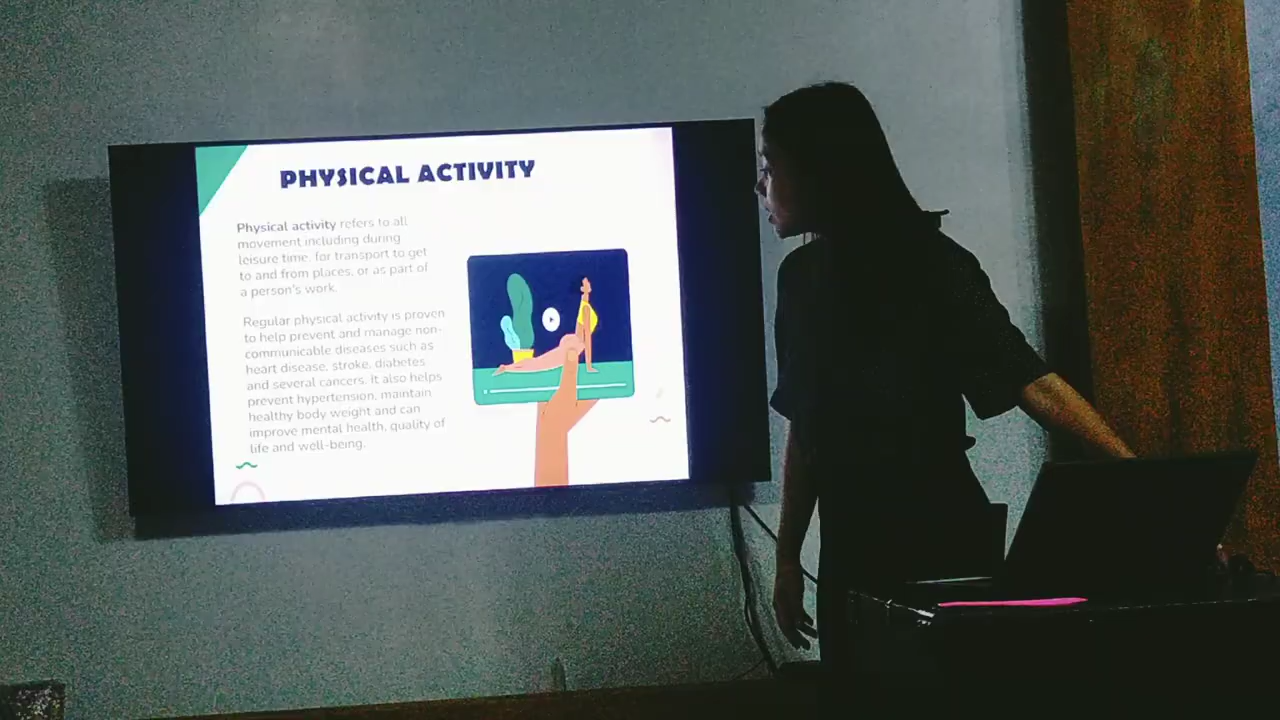 PHYSICAL ACTIVITY
Physical activity refers to all
movement including during
leisure time, for transport to get
to and from places, or as part of
a person's work.
Regular physical activity is proven
to help prevent and manage non-
communicable diseases such as
heart disease, stroke, diabetes
and several cancers. It also helps
prevent hypertension, maintain
healthy body weight and can
improve mental health, quality of
life and well-being.